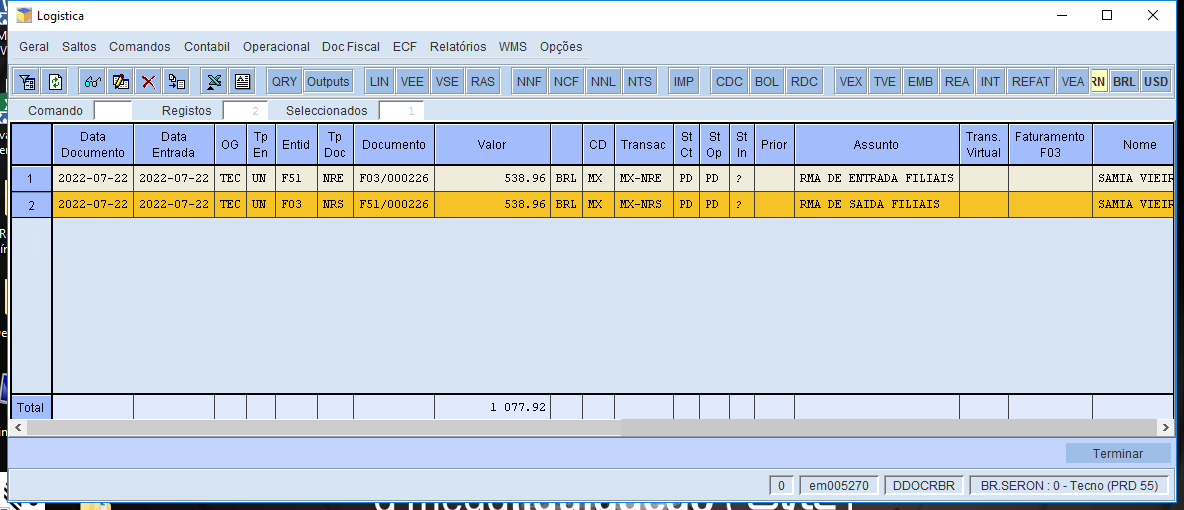 Logistica
Geral Saltos Comandos Contabil Operacional Doc Fiscal ECF Relatórios WMS Opções
QRY Outputs LIN VEE VSE RAS NNF NCF NNL NTS IMP CDC BOL RDC VEX TVE EMB REA INT REFAT VEA RN BRL USD
Comando Registos 2 Seleccionados 1
Data Documento Data Entrada OG Tp En Entid Tp Doc Documento Valor CD Transac St Ct St Op St In Prior Assunto Trans. Virtual Faturamento F03 Nome
1 2022-07-22 2022-07-22 TEC UN F51 NRE F03/000226 538.96 BRL MX MX-NRE PD PD ? RMA DE ENTRADA FILIAIS SAMIA VIEIR
2 2022-07-22 2022-07-22 TEC UN F03 NRS F51/000226 538.96 BRL MX MX-NRS PD PD ? RMA DE SAIDA FILIAIS SAMIA VIEIR
Total 1 077.92
Terminar
0 em005270 DDOCRBR BR.SERON : 0 - Tecno (PRD 55)